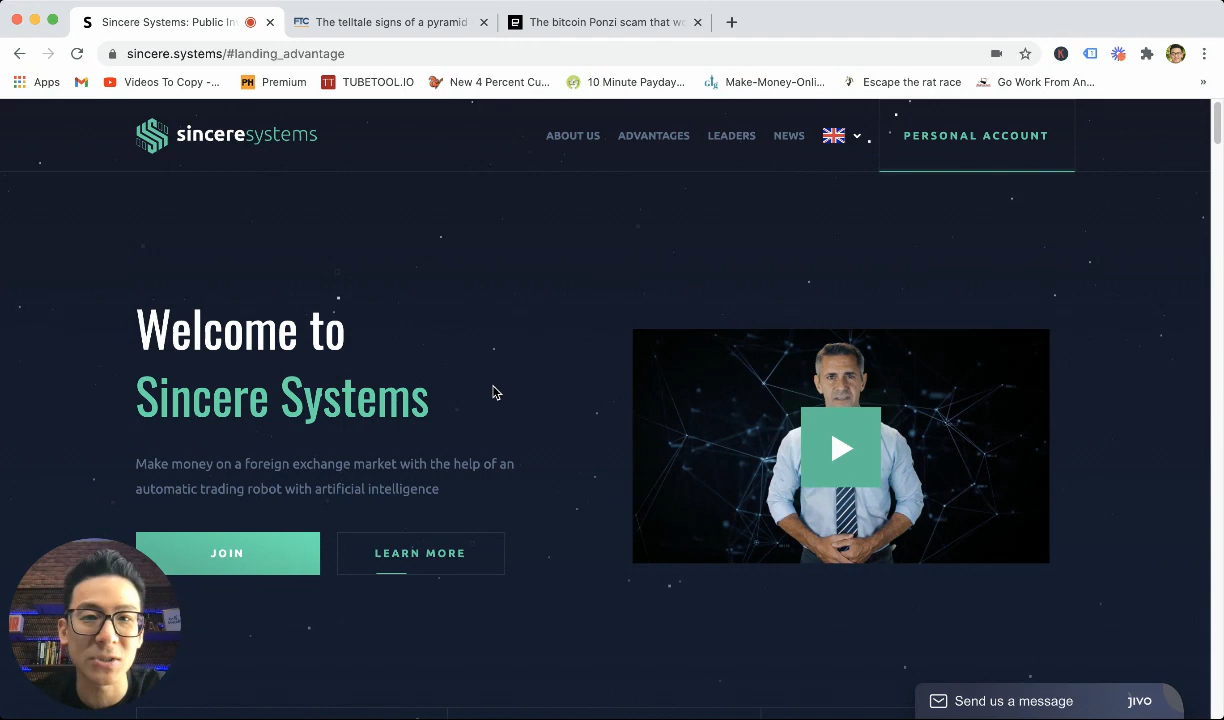 Sincere Systems: Public In
FTC
The telltale signs of a pyramid
The bitcoin Ponzi scam that wo
sincere.systems/#landing_advantage
Apps
Videos To Copy -...
PH Premium
TT TUBETOOL.IO
New 4 Percent Cu...
10 Minute Payday...
Make-Money-Onli...
Escape the rat race
Go Work From An...
»
sinceresystems
ABOUT US
ADVANTAGES
LEADERS
NEWS
PERSONAL ACCOUNT
Welcome to
Sincere Systems
Make money on a foreign exchange market with the help of an
automatic trading robot with artificial intelligence
JOIN
LEARN MORE
Send us a message
jivo